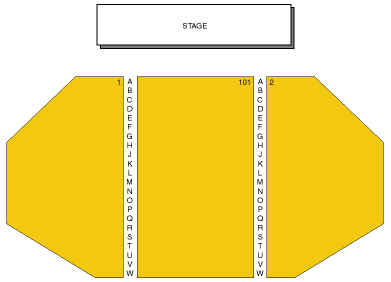 STAGE
1 A 101 A 2
B B
C C
D D
E E
F F
G G
H H
J J
K K
L L
M M
N N
O O
P P
Q Q
R R
S S
T T
U U
V V
W W